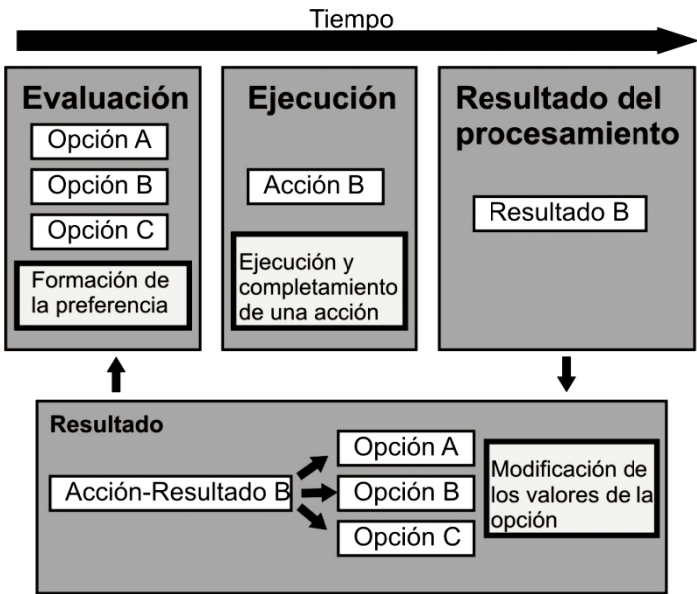 Tiempo
Evaluación
Opción A
Opción B
Opción C
Formación de
la preferencia
Ejecución
Acción B
Ejecución y
completamiento
de una acción
Resultado del
procesamiento
Resultado B
Resultado
Acción-Resultado B
Opción A
Opción B
Opción C
Modificación de
los valores de la
opción